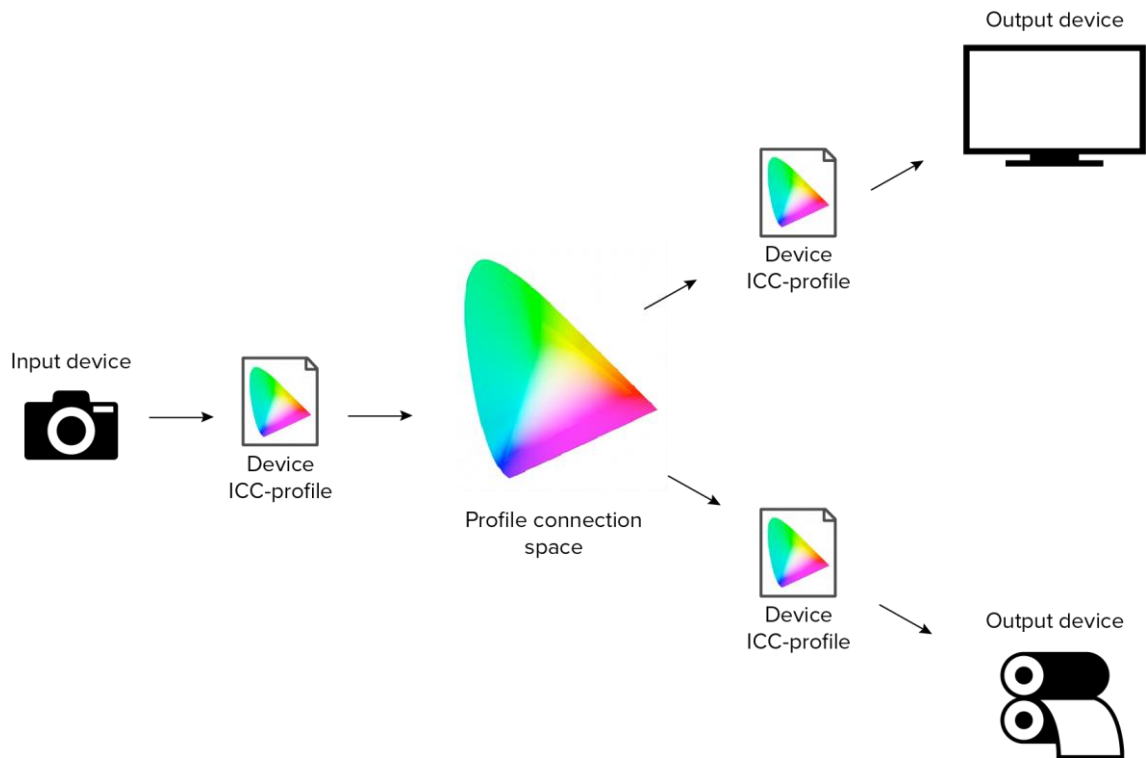 Output device
Device
ICC-profile
Input device
Device
ICC-profile
Profile connection
space
Device
ICC-profile
Output device